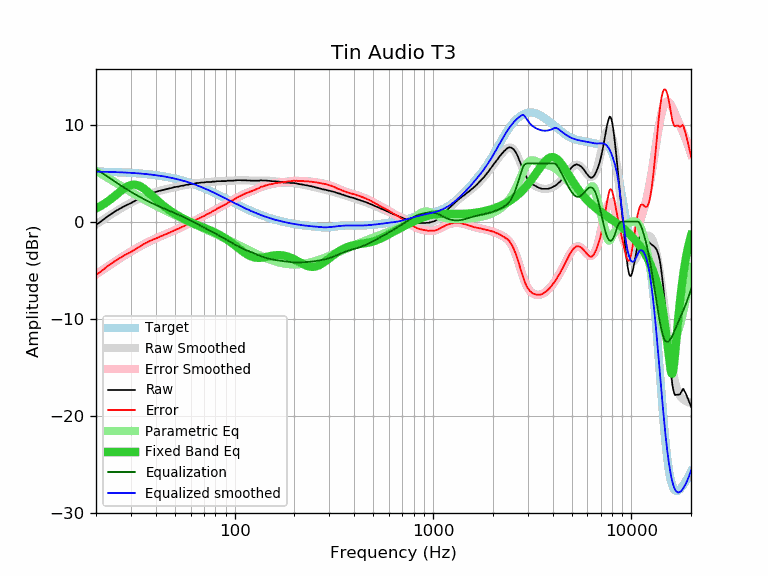 Tin Audio T3
Amplitude (dBr)
10
0
−10
−20
−30
Target
Raw Smoothed
Error Smoothed
Raw
Error
Parametric Eq
Fixed Band Eq
Equalization
Equalized smoothed
100 1000 10000
Frequency (Hz)